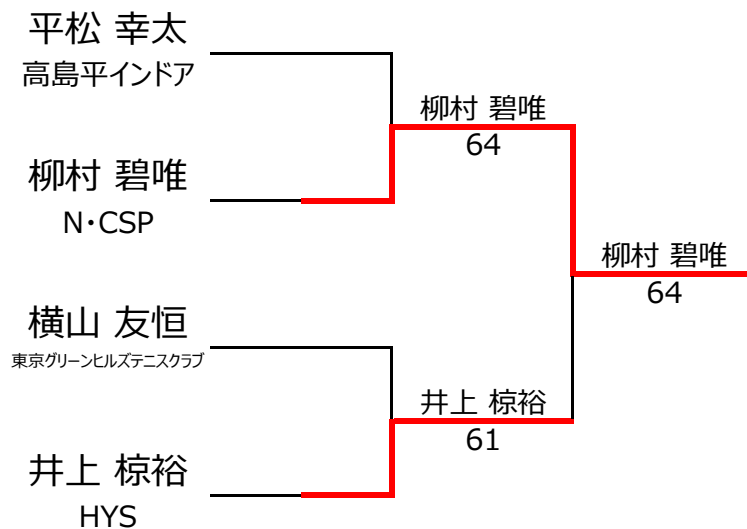 平松 幸太
高島平インドア
柳村 碧唯
64
柳村 碧唯
N・CSP
柳村 碧唯
64
横山 友恒
東京グリーンヒルズテニスクラブ
井上 椋裕
61
井上 椋裕
HYS